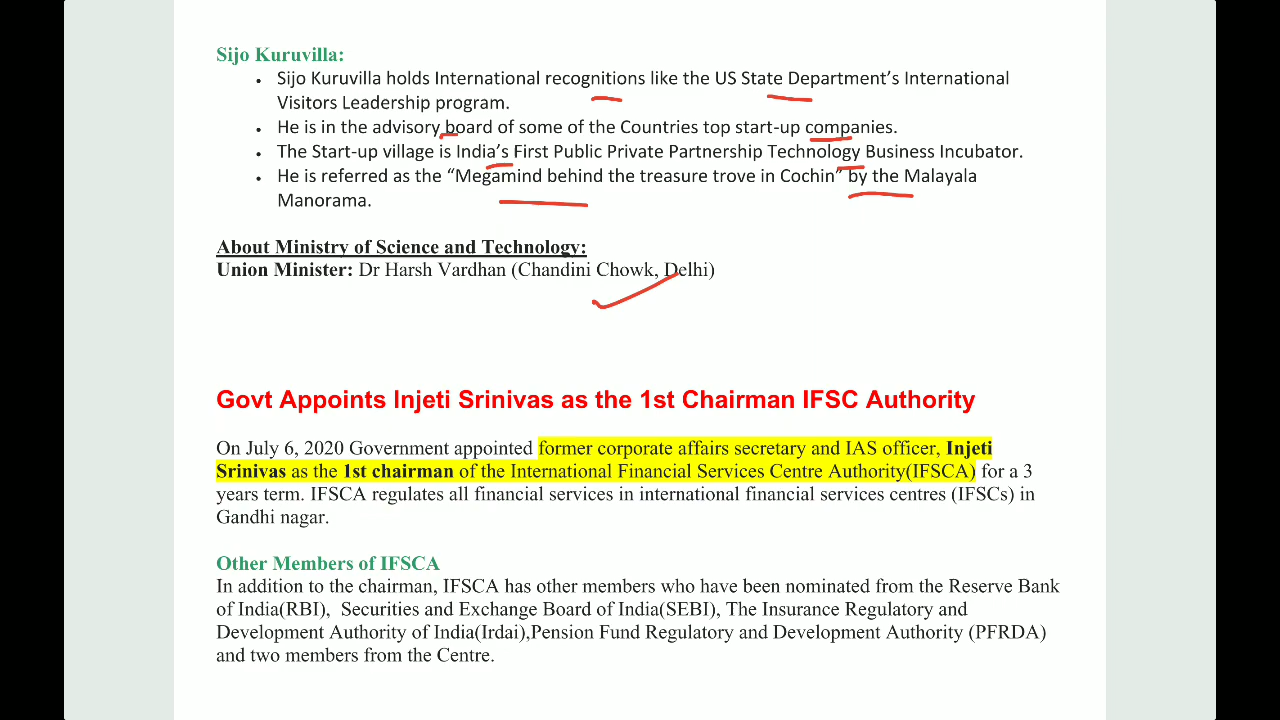 Sijo Kuruvilla:
• Sijo Kuruvilla holds International recognitions like the US State Department's International
Visitors Leadership program.
• He is in the advisory board of some of the Countries top start-up companies.
• The Start-up village is India's First Public Private Partnership Technology Business Incubator.
• He is referred as the “Megamind behind the treasure trove in Cochin” by the Malayala
Manorama.
About Ministry of Science and Technology:
Union Minister: Dr Harsh Vardhan (Chandini Chowk, Delhi)
Govt Appoints Injeti Srinivas as the 1st Chairman IFSC Authority
On July 6, 2020 Government appointed former corporate affairs secretary and IAS officer, Injeti
Srinivas as the 1st chairman of the International Financial Services Centre Authority(IFSCA) for a 3
years term. IFSCA regulates all financial services in international financial services centres (IFSCs) in
Gandhi nagar.
Other Members of IFSCA
In addition to the chairman, IFSCA has other members who have been nominated from the Reserve Bank
of India(RBI), Securities and Exchange Board of India(SEBI), The Insurance Regulatory and
Development Authority of India(Irdai),Pension Fund Regulatory and Development Authority (PFRDA)
and two members from the Centre.